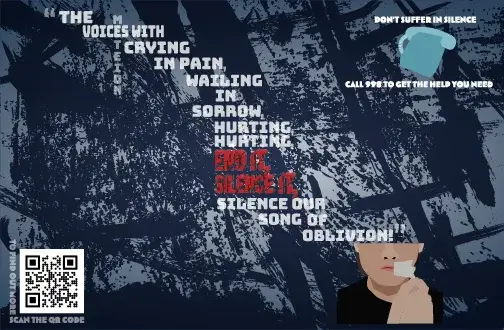 “THE
VOICES WITH
CRYING
IN PAIN,
WAILING
IN
SORROW,
HURTING,
HURTING,
END IT,
SILENCE IT,
SILENCE OUR
SONG OF
OBLIVION!”
DON'T SUFFER IN SILENCE
CALL 998 TO GET THE HELP YOU NEED
TO FIND OUT MORE
SCAN THE QR CODE